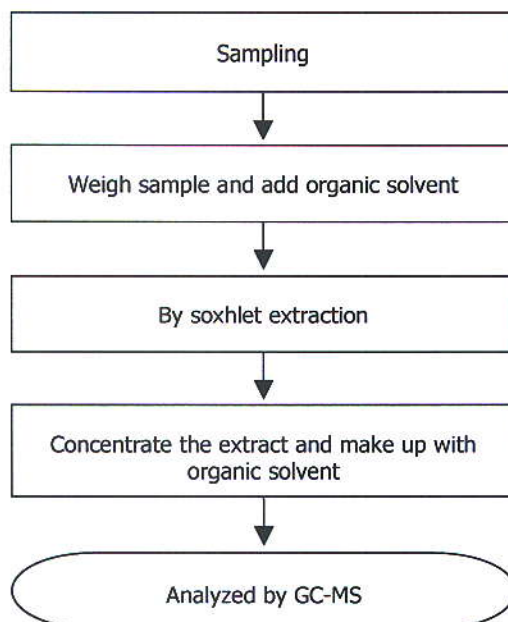 Sampling
Weigh sample and add organic solvent
By soxhlet extraction
Concentrate the extract and make up with
organic solvent
Analyzed by GC-MS